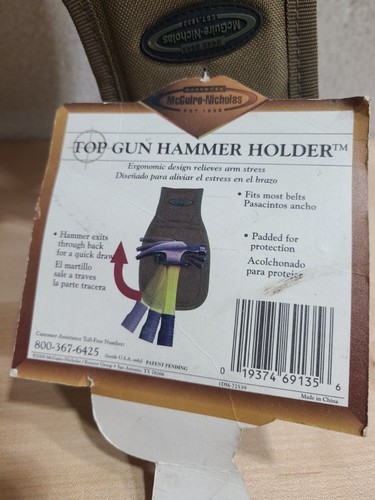 McGuire-Nicholas
McGuire-Nicholas
TOP GUN HAMMER HOLDER™
Ergonomic design relieves arm stress
Diseñado para aliviar el estress en el brazo
• Fits most belts
Pasacintos ancho
• Hammer exits
through back
for a quick draw
El martillo
sale a traves
la parte tracera
• Padded for
protection
Acolchonado
para proteje
Customer Assistance Toll-Free Number:
800-367-6425 (inside U.S.A. only) PATENT PENDING
0 19374 69135 6
Made in China